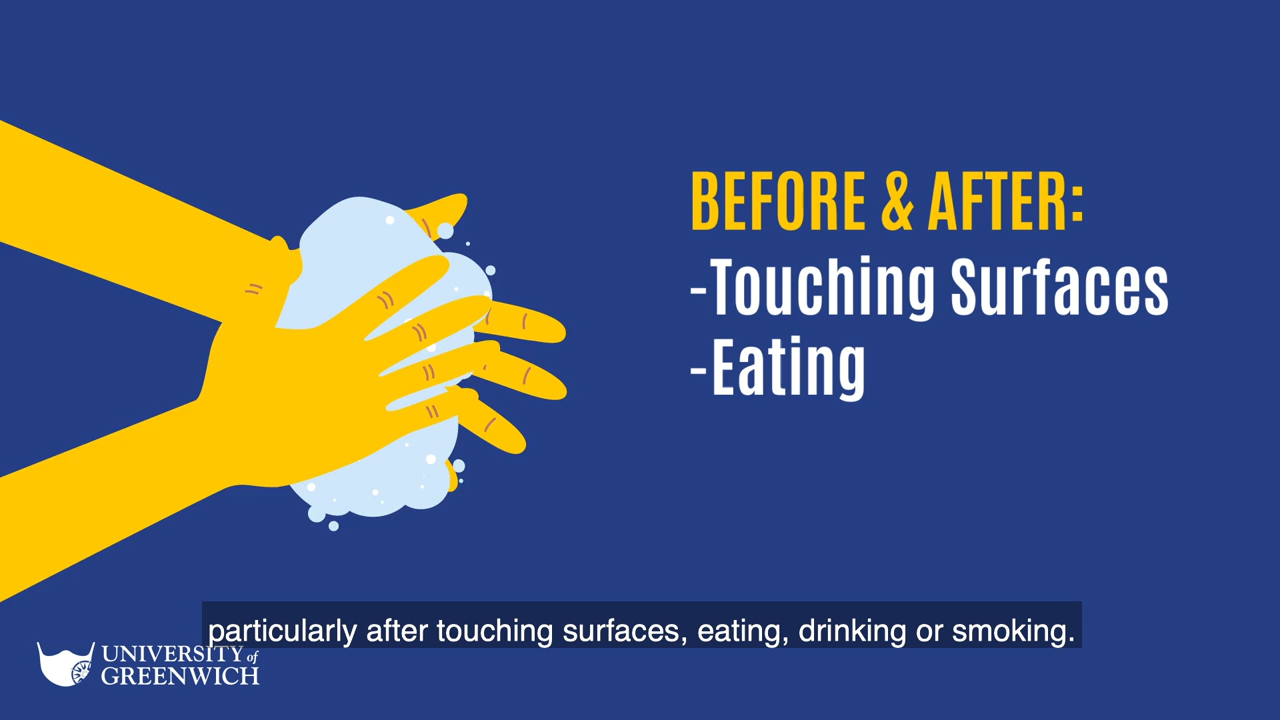 BEFORE & AFTER:
-Touching Surfaces
-Eating
particularly after touching surfaces, eating, drinking or smoking.
UNIVERSITY of
GREENWICH